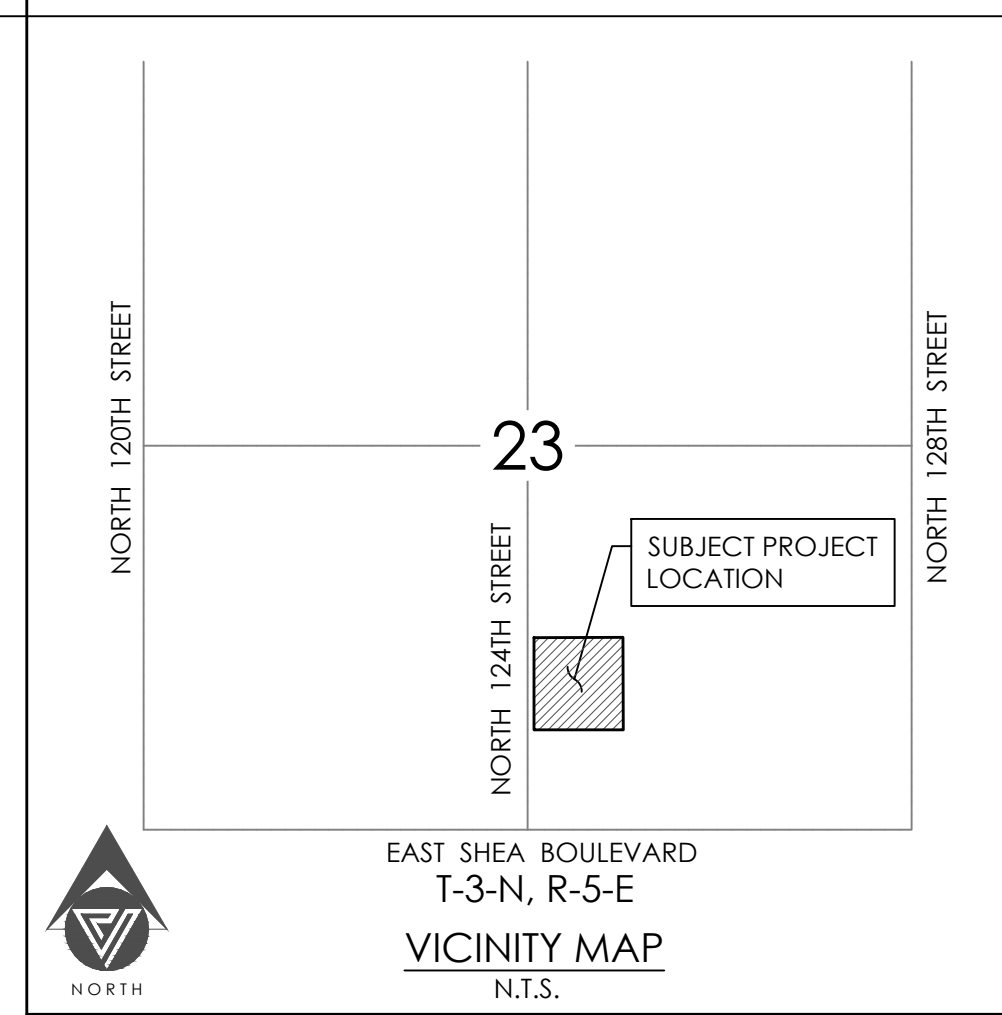 NORTH 120TH STREET
23
NORTH 128TH STREET
NORTH 124TH STREET
SUBJECT PROJECT
LOCATION
EAST SHEA BOULEVARD
T-3-N, R-5-E
VICINITY MAP
N.T.S.
NORTH